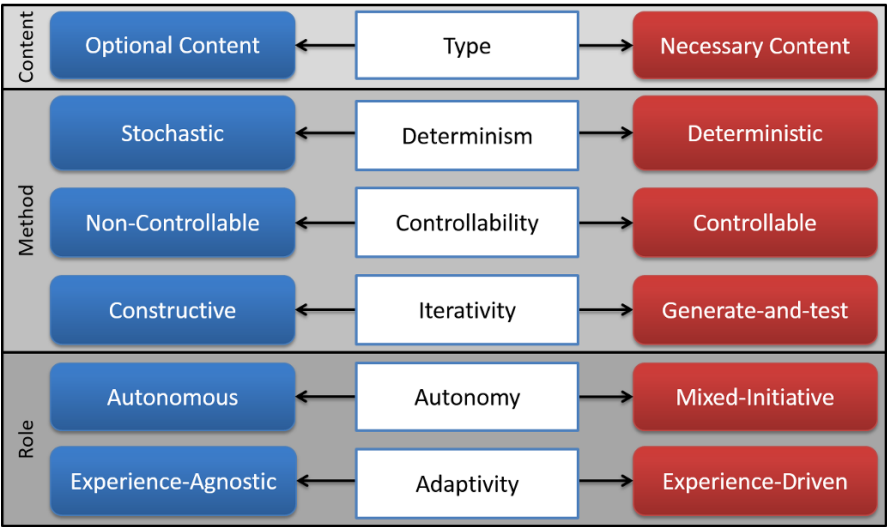 Content
Optional Content
Type
Necessary Content
Method
Stochastic
Determinism
Deterministic
Non-Controllable
Controllability
Controllable
Constructive
Iterativity
Generate-and-test
Role
Autonomous
Autonomy
Mixed-Initiative
Experience-Agnostic
Adaptivity
Experience-Driven